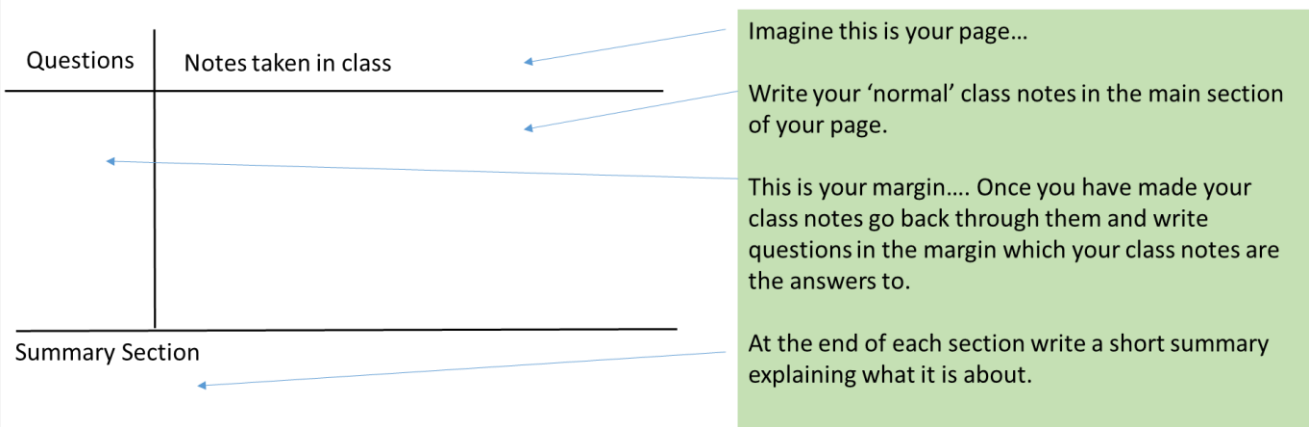 Questions
Notes taken in class
Summary Section
Imagine this is your page…
Write your ‘normal’ class notes in the main section
of your page.
This is your margin…. Once you have made your
class notes go back through them and write
questions in the margin which your class notes are
the answers to.
At the end of each section write a short summary
explaining what it is about.